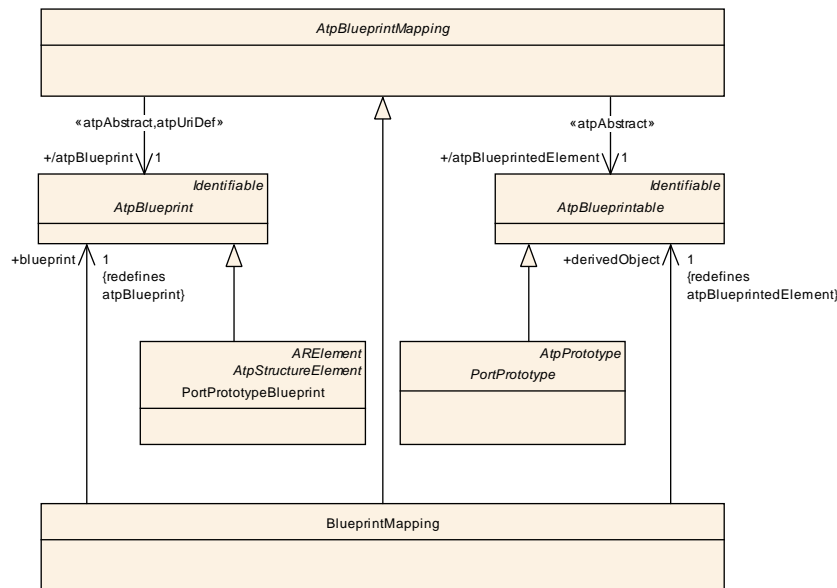 AtpBlueprintMapping
«atpAbstract,atpUriDef»
«atpAbstract»
+/atpBlueprint 1
+/atpBlueprintedElement 1
Identifiable
AtpBlueprint
Identifiable
AtpBlueprintable
+blueprint 1
{redefines
atpBlueprint}
+derivedObject 1
{redefines
atpBlueprintedElement}
ARElement
AtpStructureElement
PortPrototypeBlueprint
AtpPrototype
PortPrototype
BlueprintMapping